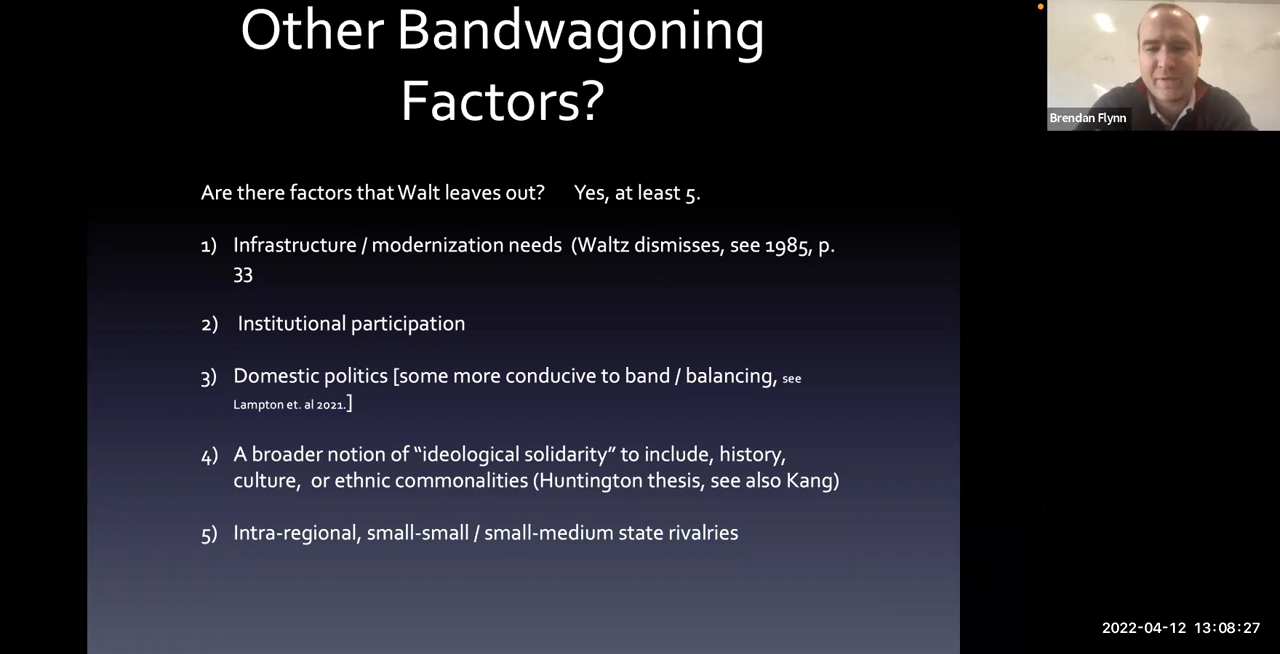 Other Bandwagoning
Factors?
Brendan Flynn
Are there factors that Walt leaves out? Yes, at least 5.
1) Infrastructure / modernization needs (Waltz dismisses, see 1985, p.
33
2) Institutional participation
3) Domestic politics [some more conducive to band / balancing, see
Lampton et. al 2021.]
4) A broader notion of “ideological solidarity” to include, history,
culture, or ethnic commonalities (Huntington thesis, see also Kang)
5) Intra-regional, small-small / small-medium state rivalries
2022-04-12 13:08:27